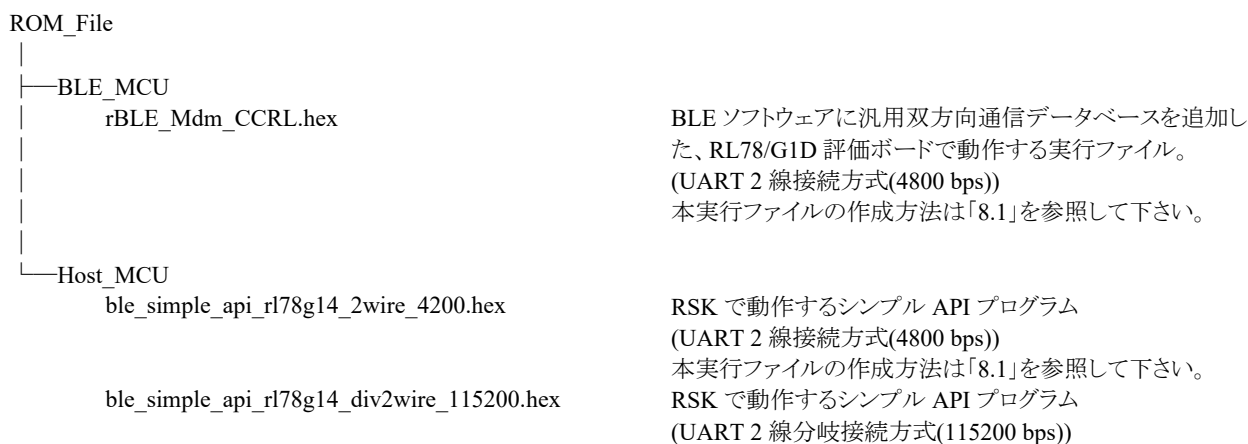 ROM_File
BLE_MCU
rBLE_Mdm_CCRL.hex BLE ソフトウェアに汎用双方向通信データベースを追加し
た、RL78/G1D 評価ボードで動作する実行ファイル。
(UART 2 線接続方式(4800 bps))
本実行ファイルの作成方法は「8.1」を参照して下さい。
Host_MCU
ble_simple_api_rl78g14_2wire_4200.hex RSK で動作するシンプル API プログラム
(UART 2 線接続方式(4800 bps))
本実行ファイルの作成方法は「8.1」を参照して下さい。
ble_simple_api_rl78g14_div2wire_115200.hex RSK で動作するシンプル API プログラム
(UART 2 線分岐接続方式(115200 bps))